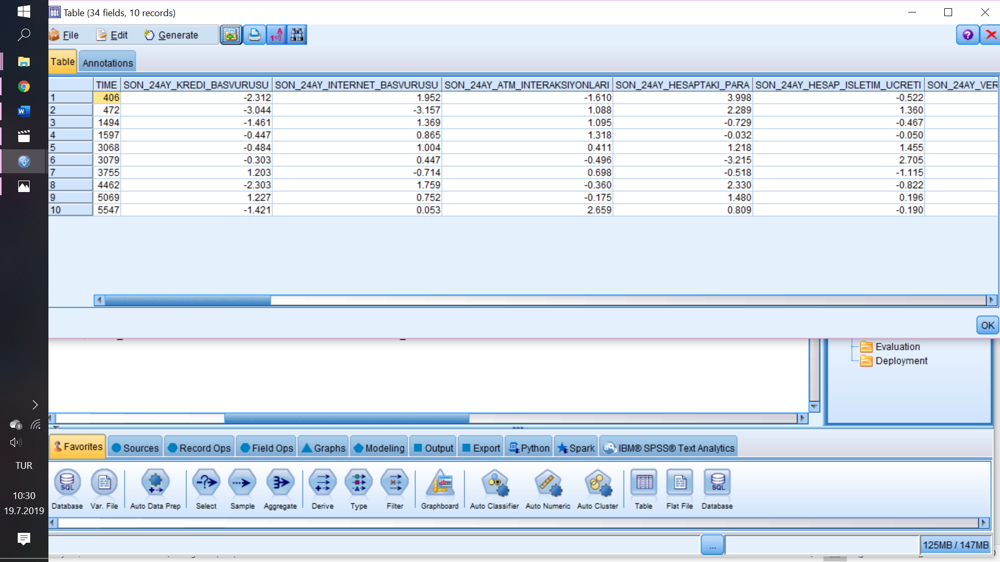 Table (34 fields, 10 records)
File Edit Generate
Table Annotations
TIME SON_24AY_KREDI_BASVURUSU SON_24AY_INTERNET_BASVURUSU SON_24AY_ATM_INTERAKSIYONLARI SON_24AY_HESAPTAKI_PARA SON_24AY_HESAP_ISLETIM_UCRETI SON_24AY_VER
1 406 -2.312 1.952 -1.610 3.998 -0.522
2 472 -3.044 -3.157 1.088 2.289 1.360
3 1494 -1.461 1.369 1.095 -0.729 -0.467
4 1597 -0.447 0.865 1.318 -0.032 -0.050
5 3068 -0.484 1.004 0.411 1.218 1.455
6 3079 -0.303 0.447 -0.496 -3.215 2.705
7 3755 1.203 -0.714 0.698 -0.518 -1.115
8 4462 -2.303 1.759 -0.360 2.330 -0.822
9 5069 1.227 0.752 -0.175 1.480 0.196
10 5547 -1.421 0.053 2.659 0.809 -0.190
OK
Evaluation
Deployment
Favorites Sources Record Ops Field Ops Graphs Modeling Output Export Python Spark IBM® SPSS® Text Analytics
Database Var. File Auto Data Prep Select Sample Aggregate Derive Type Filter Graphboard Auto Classifier Auto Numeric Auto Cluster Table Flat File Database
...
125MB / 147MB
TUR
10:30
19.7.2019